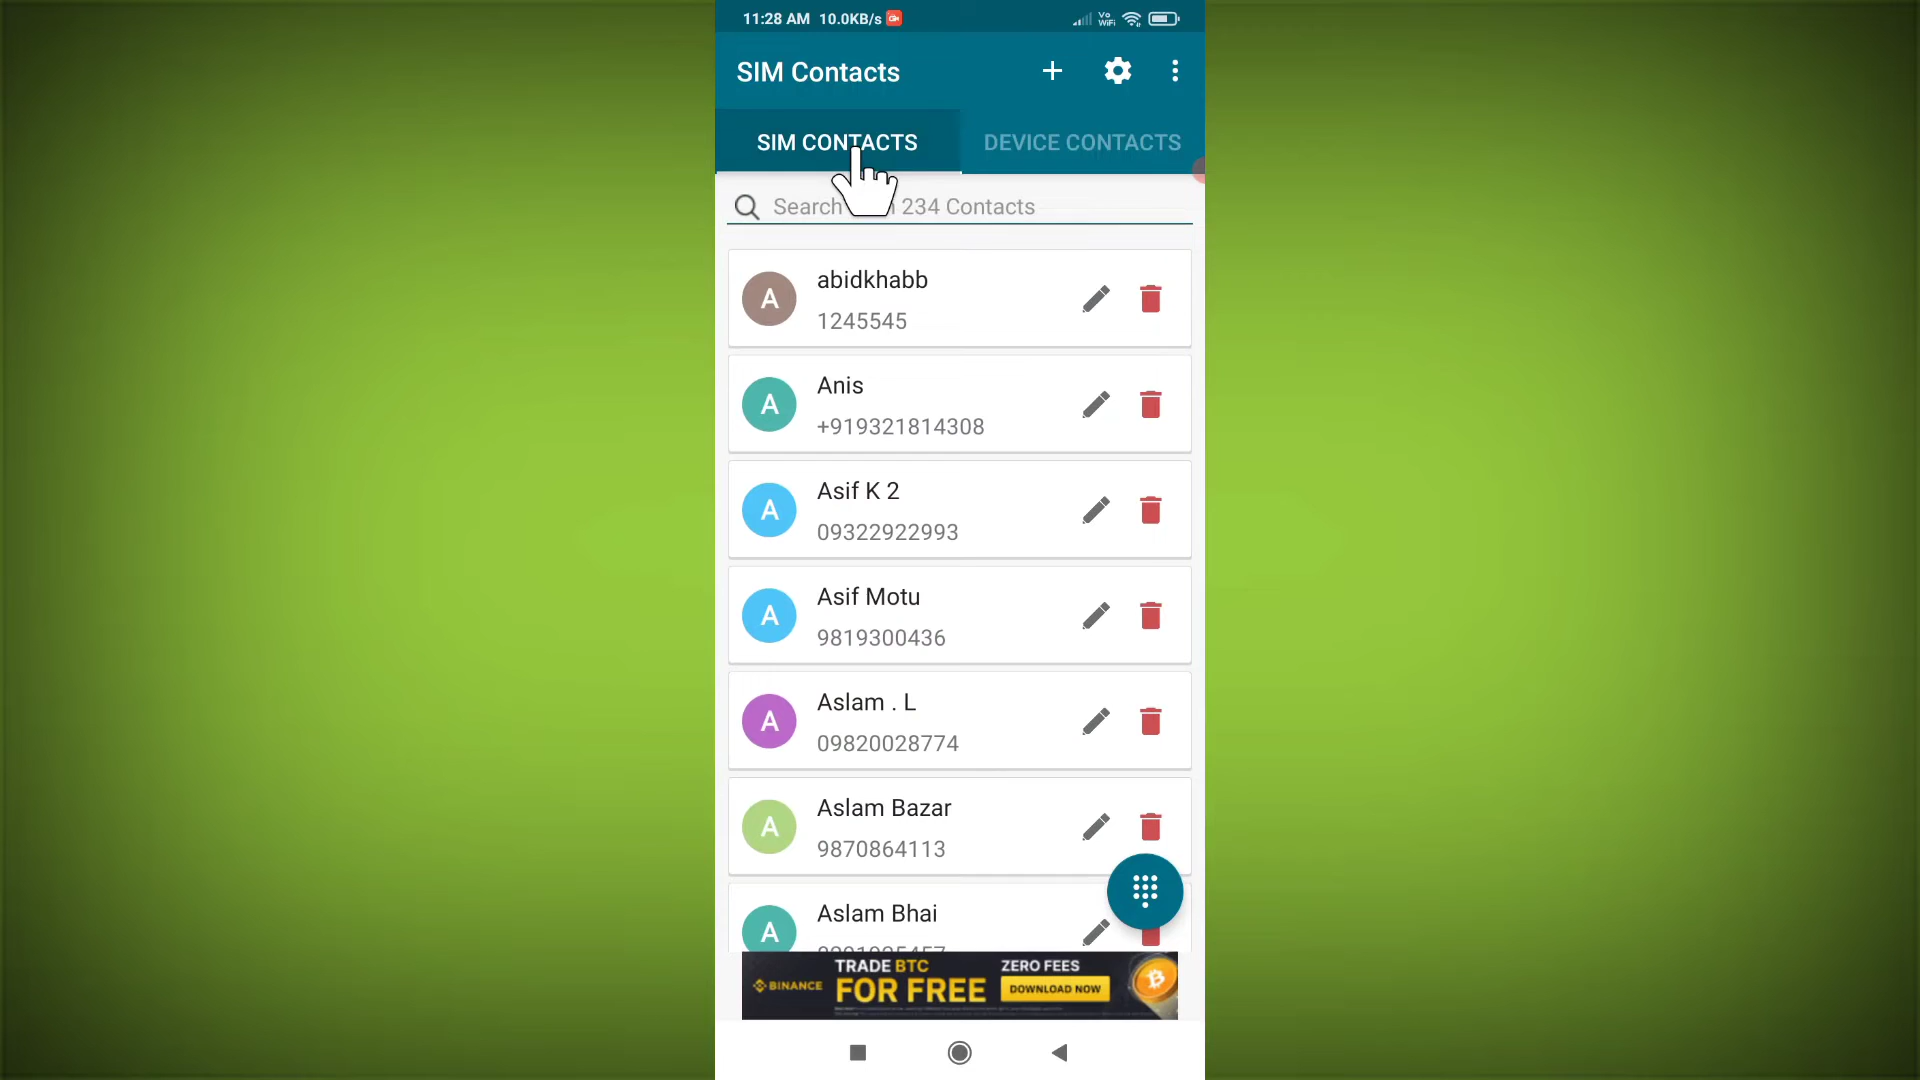 11:28 AM 10.0KB/s
Vo
WiFi
SIM Contacts
SIM CONTACTS
DEVICE CONTACTS
Search 234 Contacts
A
abidkhabb
1245545
A
Anis
+919321814308
A
Asif K 2
09322922993
A
Asif Motu
9819300436
A
Aslam . L
09820028774
A
Aslam Bazar
9870864113
A
Aslam Bhai
BINANCE
TRADE BTC
FOR FREE
ZERO FEES
DOWNLOAD NOW